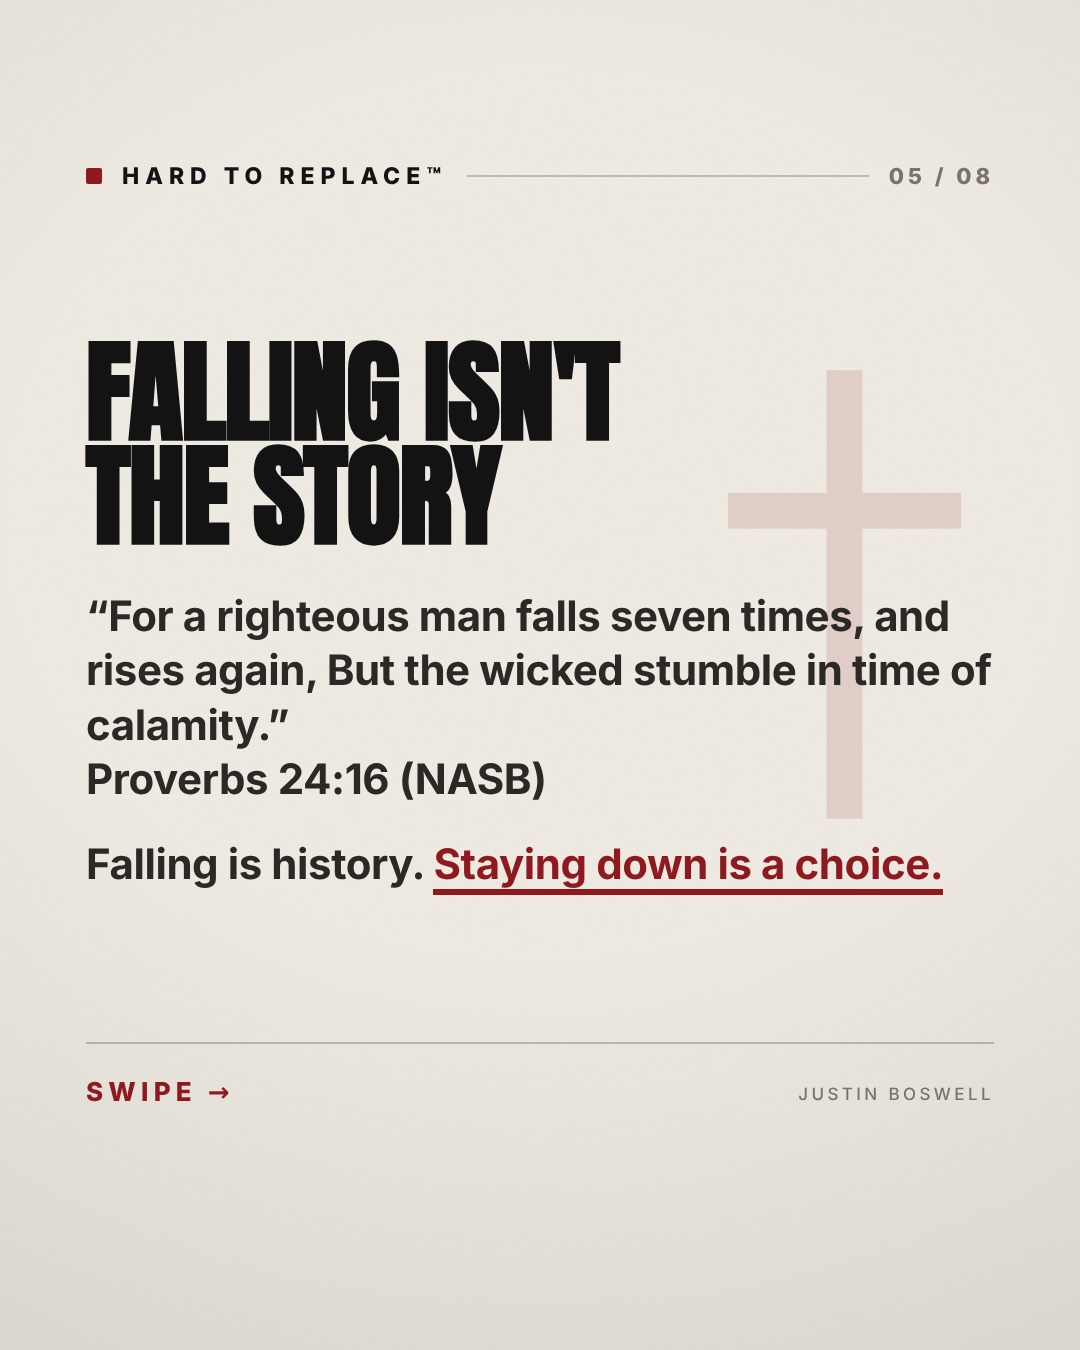 HARD TO REPLACE™
05 / 08
FALLING ISN'T
THE STORY
“For a righteous man falls seven times, and
rises again, But the wicked stumble in time of
calamity.”
Proverbs 24:16 (NASB)
Falling is history. Staying down is a choice.
SWIPE →
JUSTIN BOSWELL